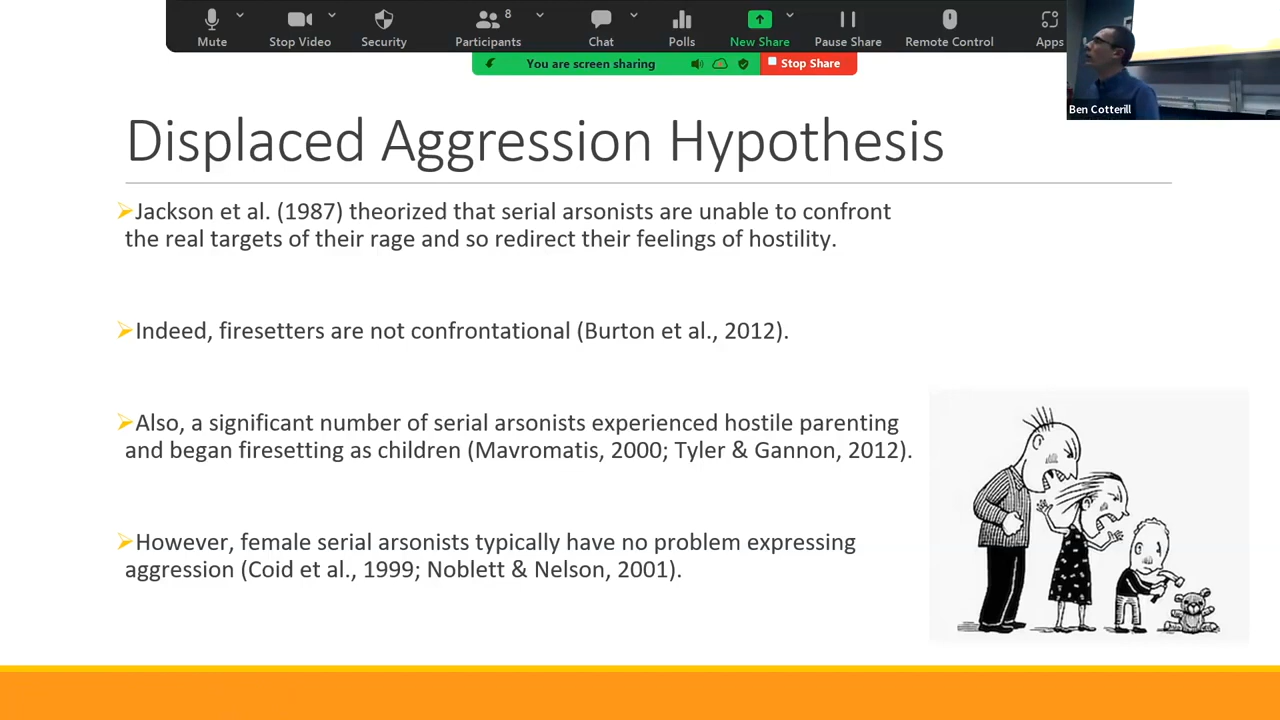 8
Mute
Stop Video
Security
Participants
Chat
Polls
New Share
Pause Share
Remote Control
Apps
You are screen sharing
Stop Share
Ben Cotterill
Displaced Aggression Hypothesis
Jackson et al. (1987) theorized that serial arsonists are unable to confront
the real targets of their rage and so redirect their feelings of hostility.
Indeed, firesetters are not confrontational (Burton et al., 2012).
Also, a significant number of serial arsonists experienced hostile parenting
and began firesetting as children (Mavromatis, 2000; Tyler & Gannon, 2012).
However, female serial arsonists typically have no problem expressing
aggression (Coid et al., 1999; Noblett & Nelson, 2001).